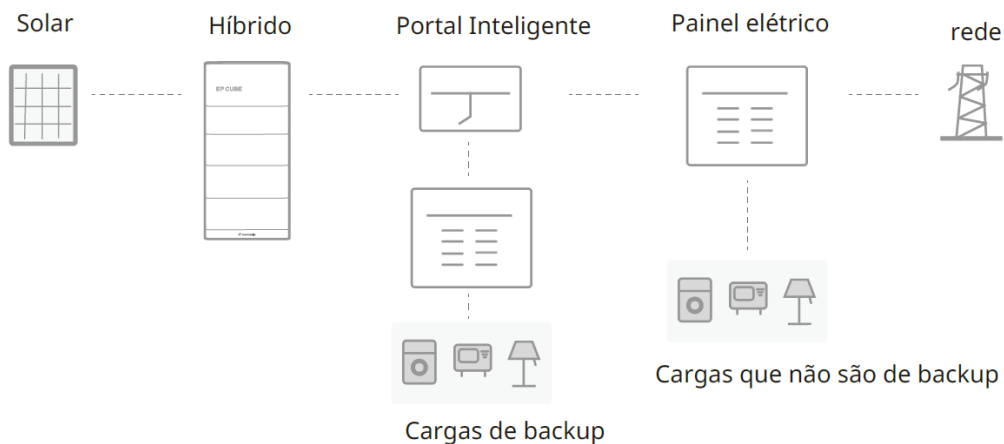 Solar
Híbrido
Portal Inteligente
Painel elétrico
rede
EP CUBE
Cargas que não são de backup
Cargas de backup